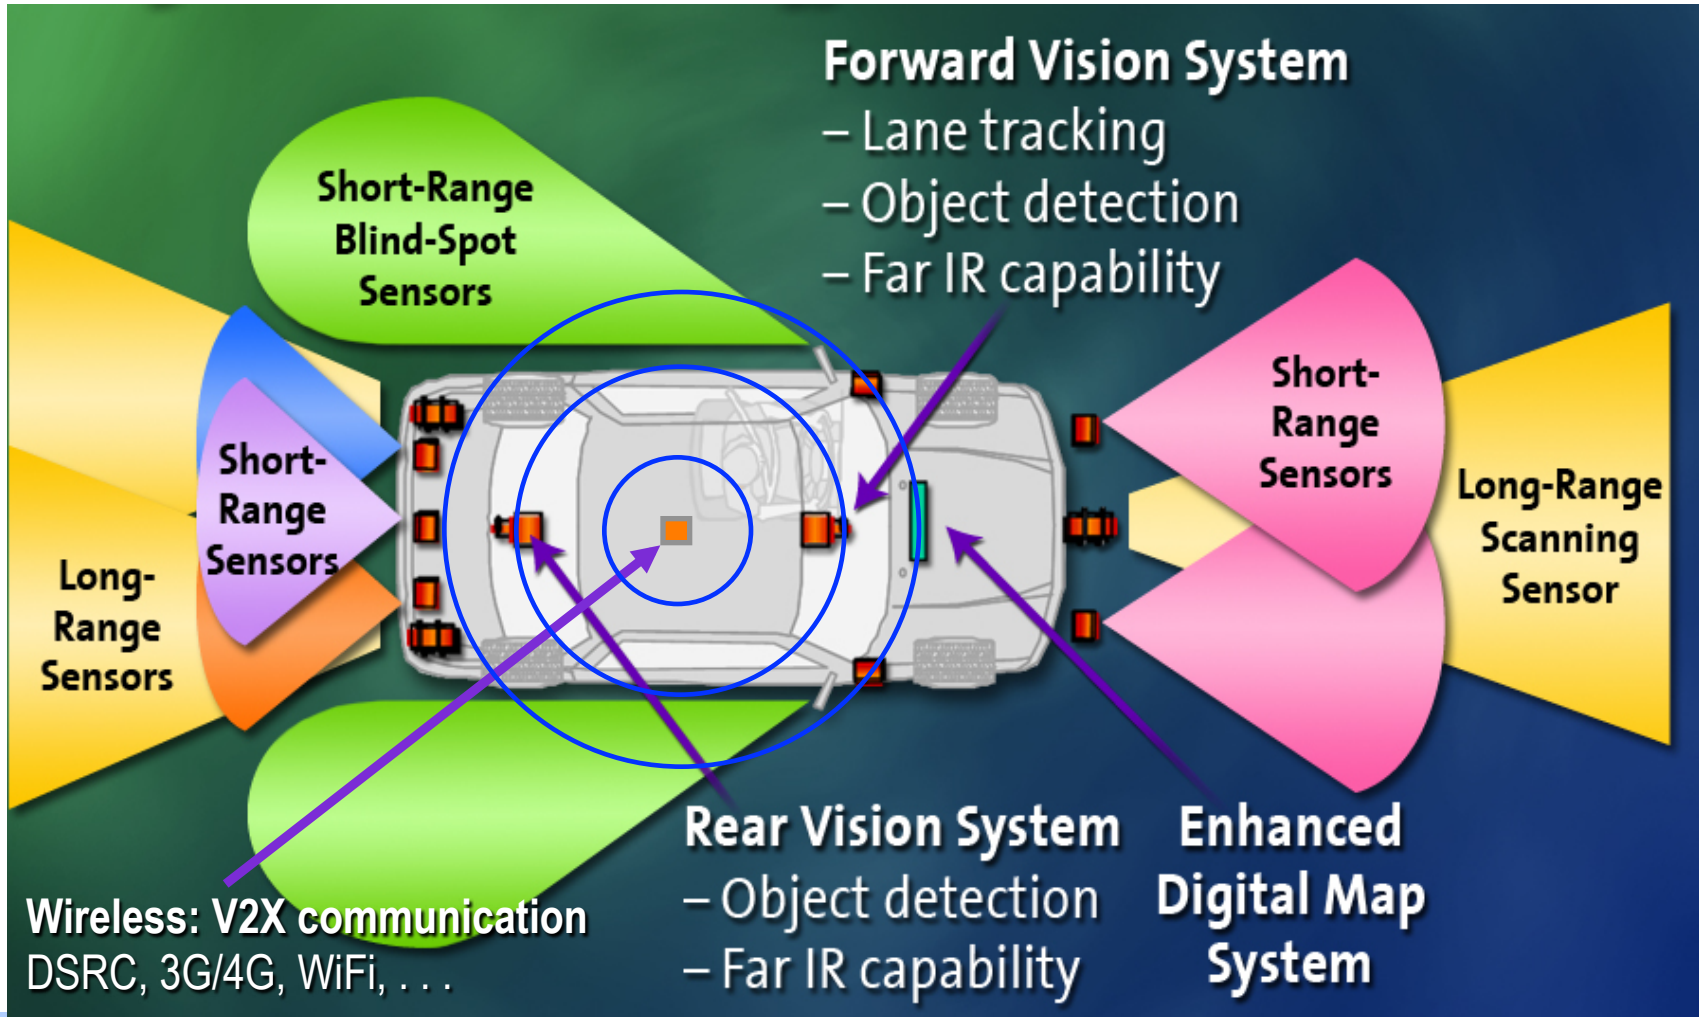 Forward Vision System
– Lane tracking
– Object detection
– Far IR capability
Short-Range
Blind-Spot
Sensors
Short-
Range
Sensors
Long-
Range
Sensors
Short-
Range
Sensors
Long-Range
Scanning
Sensor
Rear Vision System
– Object detection
– Far IR capability
Enhanced
Digital Map
System
Wireless: V2X communication
DSRC, 3G/4G, WiFi, . . .